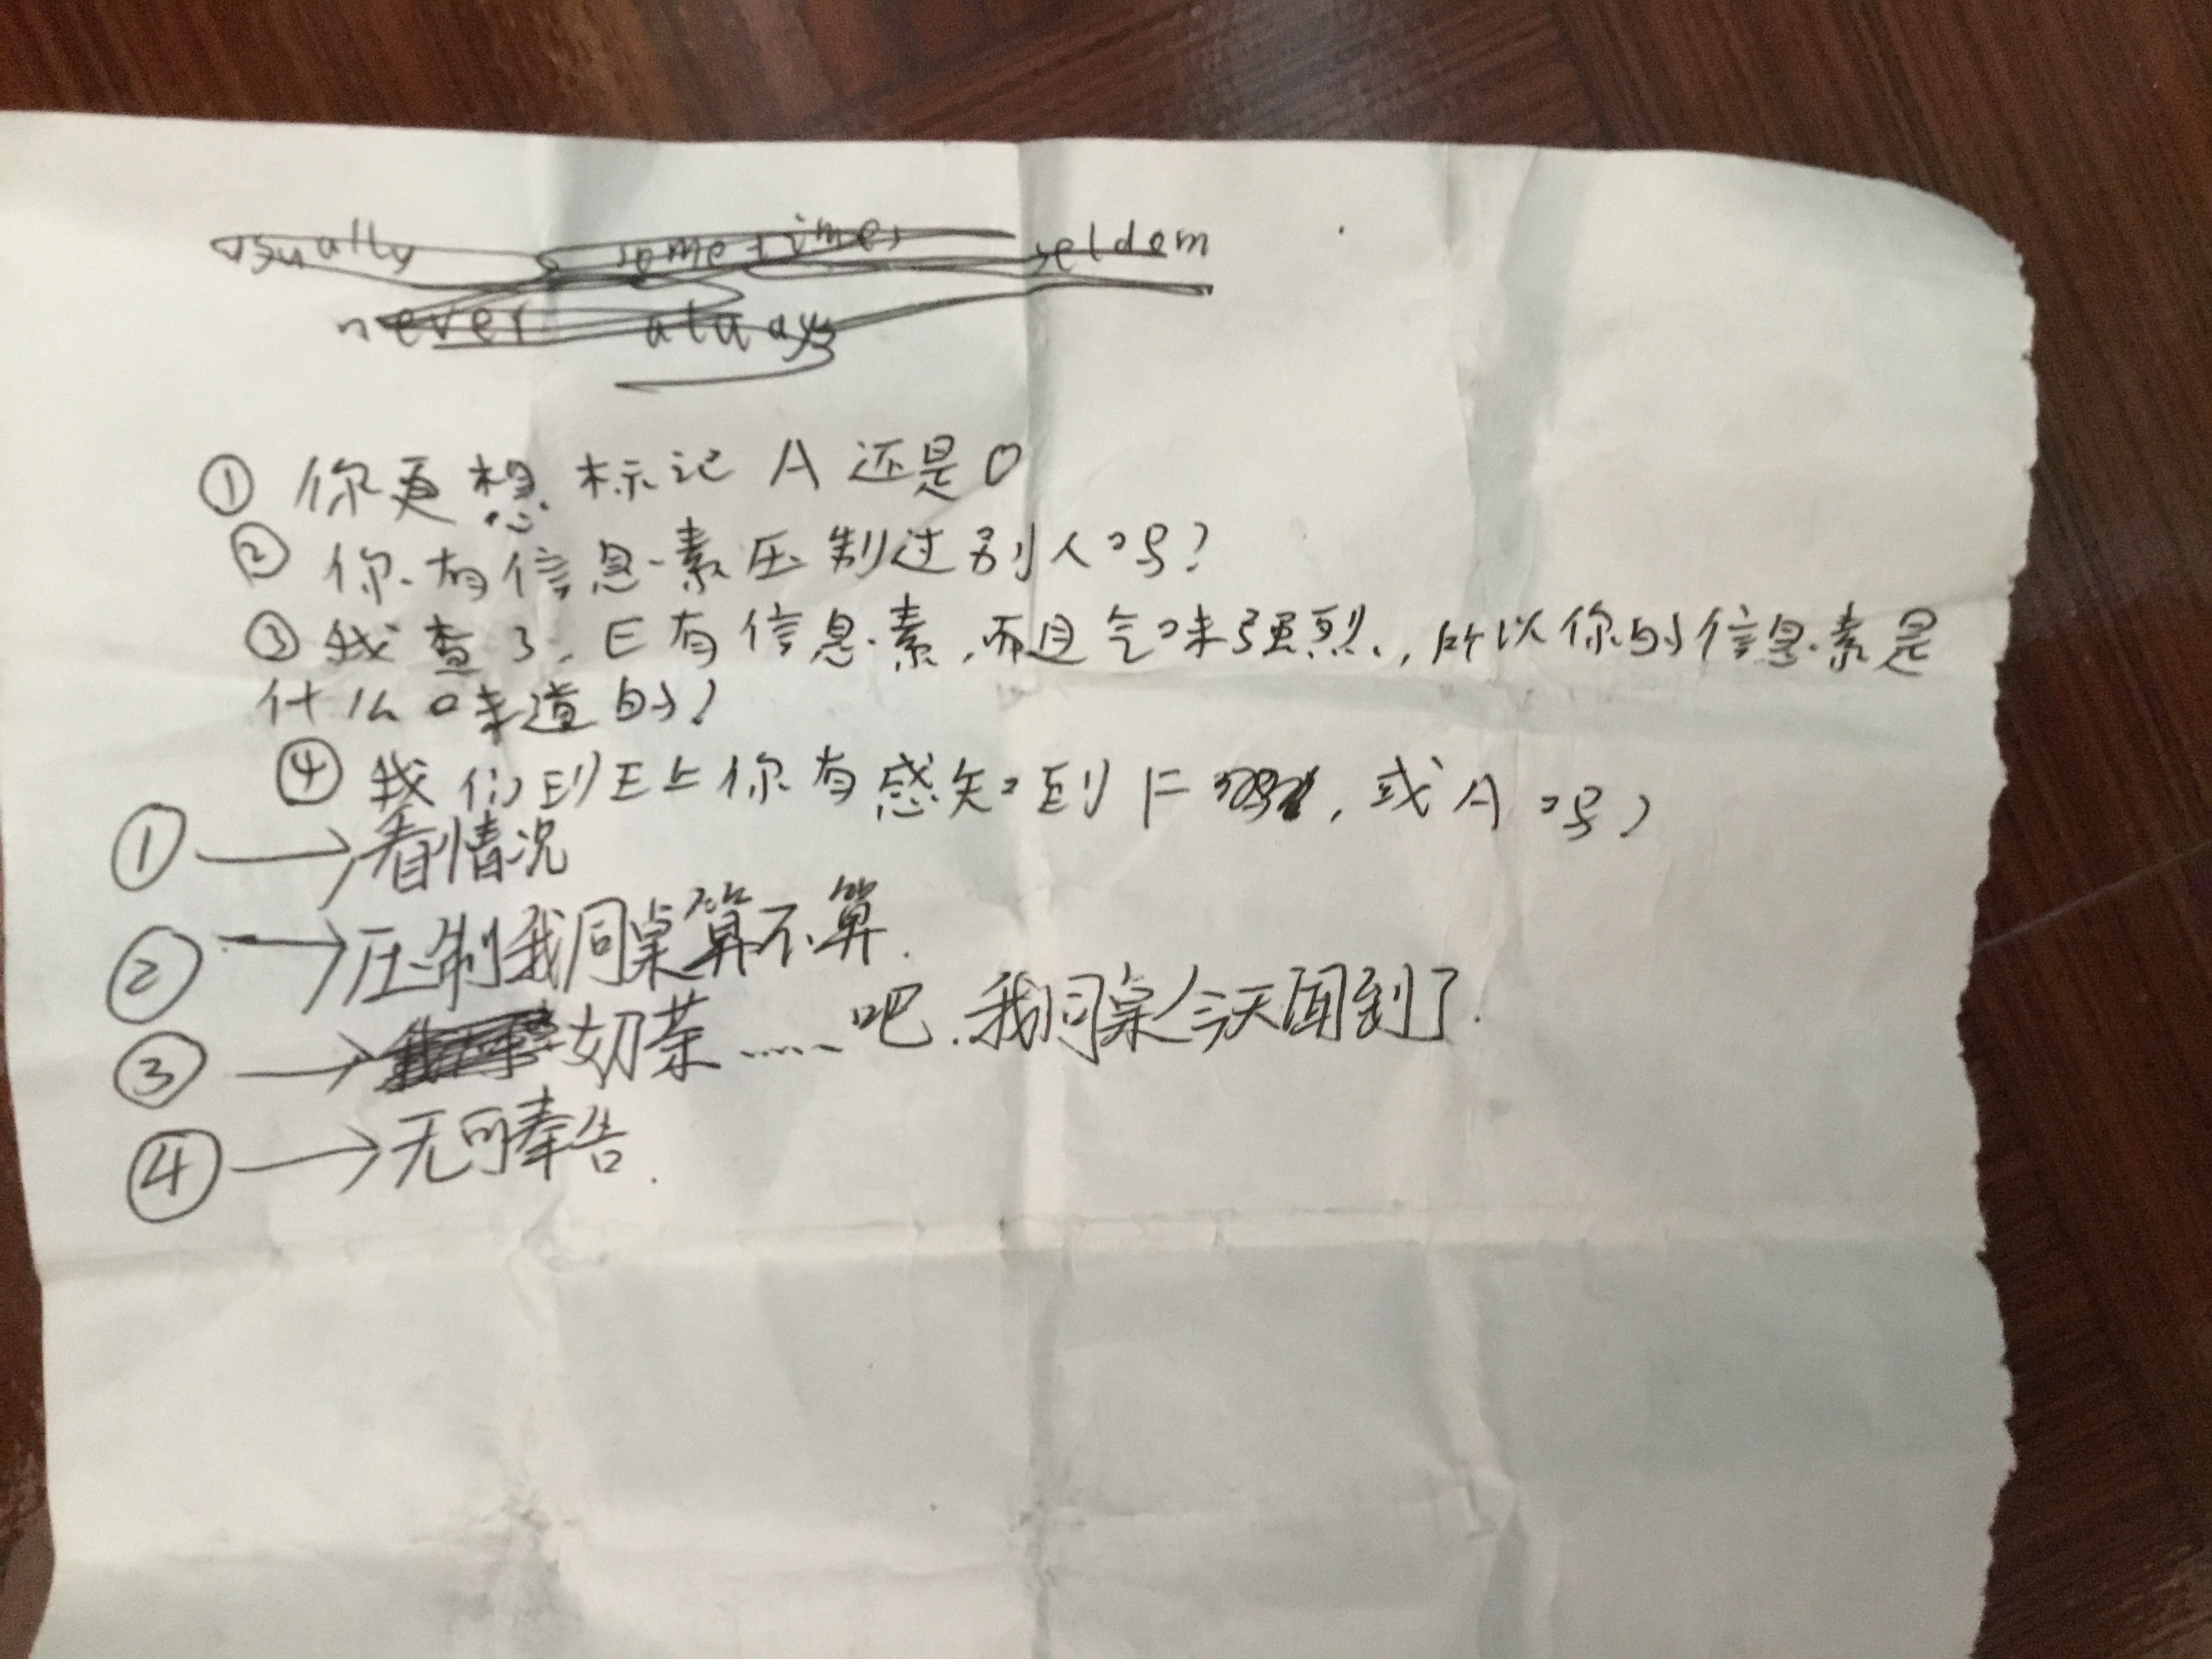 usually sometimes seldom
never always
① 你更想标记 A 还是 O
② 你有信息素压制过别人吗?
③ 我查了,E有信息素,而且气味强烈,所以你的信息素是
什么味道的?
④ 我们到E上你有感知到 , 或 A 吗?
① → 看情况
② → 压制我同桌算不算.
③ → 奶茶……吧.我同桌今天闻到了.
④ → 无可奉告.